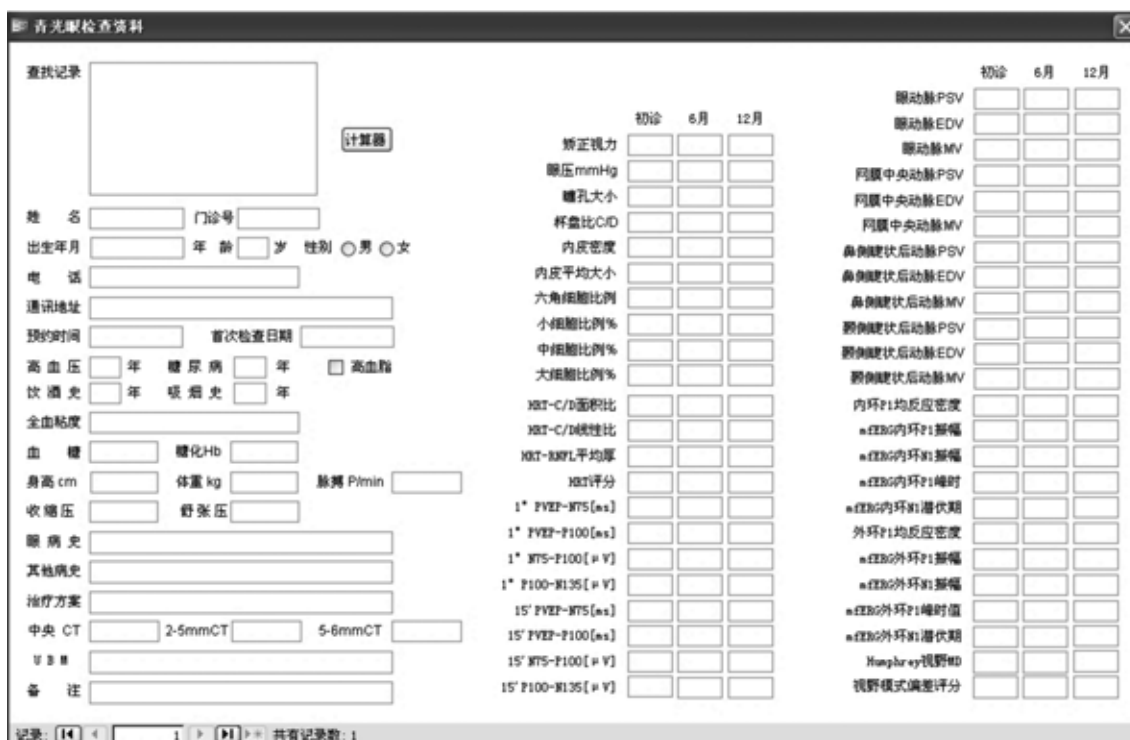 青光眼检查资料
查找记录
计算器
姓 名 门诊号
出生年月 年 龄 岁 性别 男 女
电 话
通讯地址
预约时间 首次检查日期
高血压 年 糖尿病 年 高血脂
饮酒史 年 吸烟史 年
全血粘度
血 糖 糖化Hb
身高 cm 体重 kg 脉搏 P/min
收缩压 舒张压
眼病史
其他病史
治疗方案
中央 CT 2-5mmCT 5-6mmCT
UBM
备 注
初诊 6月 12月
矫正视力
眼压mmHg
瞳孔大小
杯盘比C/D
内皮密度
内皮平均大小
六角细胞比例
小细胞比例%
中细胞比例%
大细胞比例%
HRT-C/D面积比
HRT-C/D线性比
HRT-RNFL平均厚
HRT评分
1° PVEP-N75[ms]
1° PVEP-P100[ms]
1° N75-P100[μV]
1° P100-N135[μV]
15′PVEP-N75[ms]
15′PVEP-P100[ms]
15′N75-P100[μV]
15′P100-N135[μV]
初诊 6月 12月
眼动脉PSV
眼动脉EDV
眼动脉MV
网膜中央动脉PSV
网膜中央动脉EDV
网膜中央动脉MV
鼻侧睫状后动脉PSV
鼻侧睫状后动脉EDV
鼻侧睫状后动脉MV
颞侧睫状后动脉PSV
颞侧睫状后动脉EDV
颞侧睫状后动脉MV
内环P1均反应密度
mfERG内环P1振幅
mfERG内环N1振幅
mfERG内环P1峰时
mfERG内环N1潜伏期
外环P1均反应密度
mfERG外环P1振幅
mfERG外环N1振幅
mfERG外环P1峰时值
mfERG外环N1潜伏期
Humphrey视野MD
视野模式偏差评分
记录: 1 共有记录数: 1